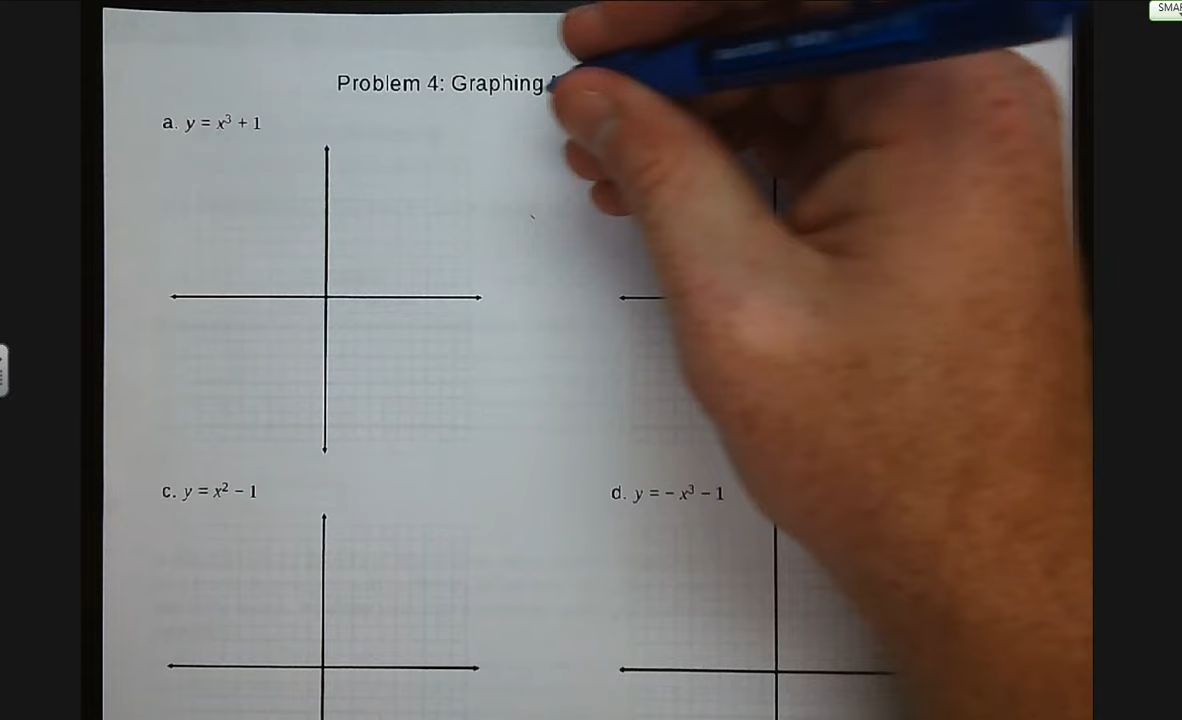 Problem 4: Graphing
a. y = x³ + 1
c. y = x² − 1
d. y = − x³ − 1